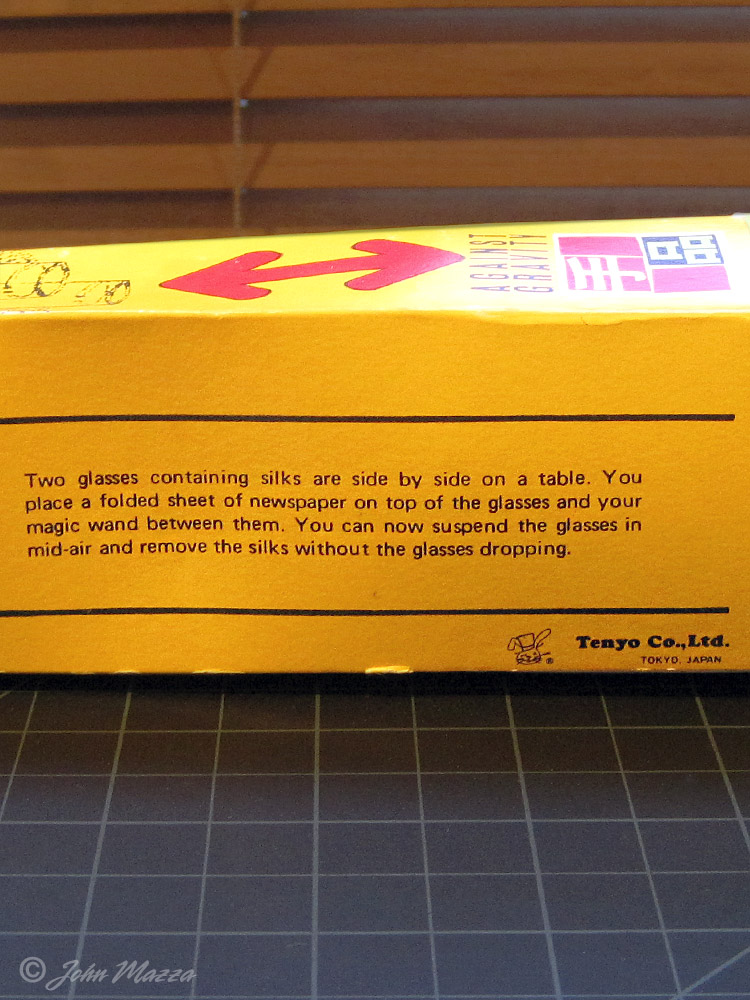 AGAINST
GRAVITY
Two glasses containing silks are side by side on a table. You
place a folded sheet of newspaper on top of the glasses and your
magic wand between them. You can now suspend the glasses in
mid-air and remove the silks without the glasses dropping.
®
Tenyo Co.,Ltd.
TOKYO, JAPAN
© John Mazza